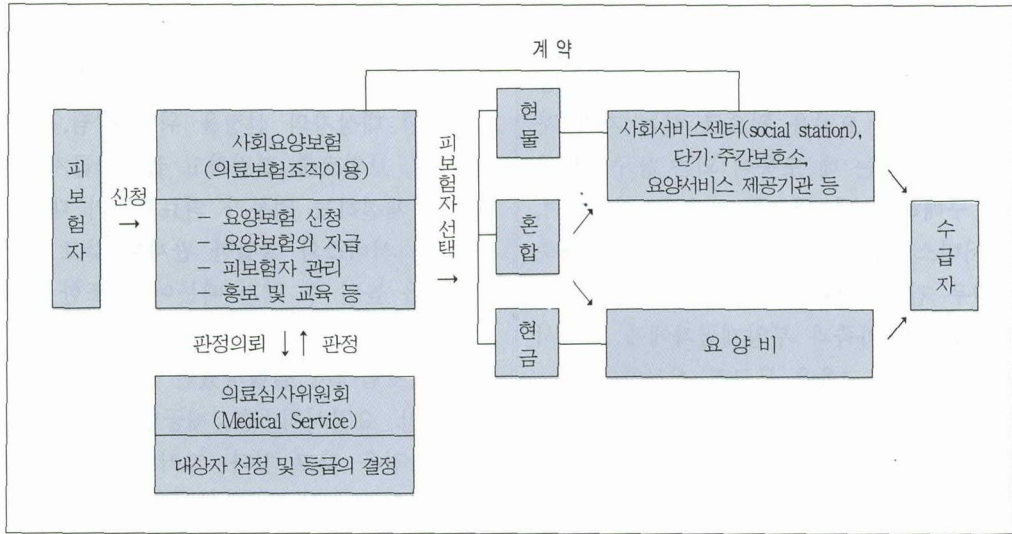 계 약
피보험자
신청
→
사회요양보험
(의료보험조직이용)
- 요양보험 신청
- 요양보험의 지급
- 피보험자 관리
- 홍보 및 교육 등
판정의뢰 ↓ ↑ 판정
의료심사위원회
(Medical Service)
대상자 선정 및 등급의 결정
피보험자 선택
→
현물
혼합
현금
사회서비스센터(social station),
단기·주간보호소,
요양서비스 제공기관 등
요 양 비
수급자